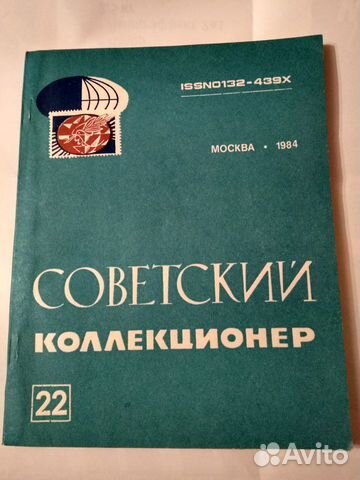 ISSN0132-439X
МОСКВА • 1984
СОВЕТСКИЙ
КОЛЛЕКЦИОНЕР
22
Avito